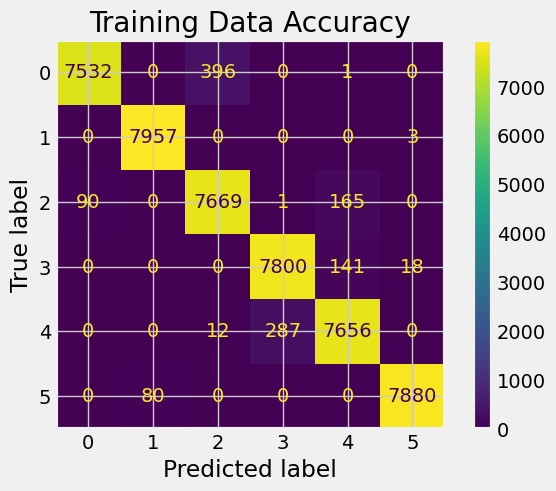 Training Data Accuracy
True label
0 7532 0 396 0 1 0
1 0 7957 0 0 0 3
2 90 0 7669 1 165 0
3 0 0 0 7800 141 18
4 0 0 12 287 7656 0
5 0 80 0 0 0 7880
0 1 2 3 4 5
Predicted label
7000
6000
5000
4000
3000
2000
1000
0